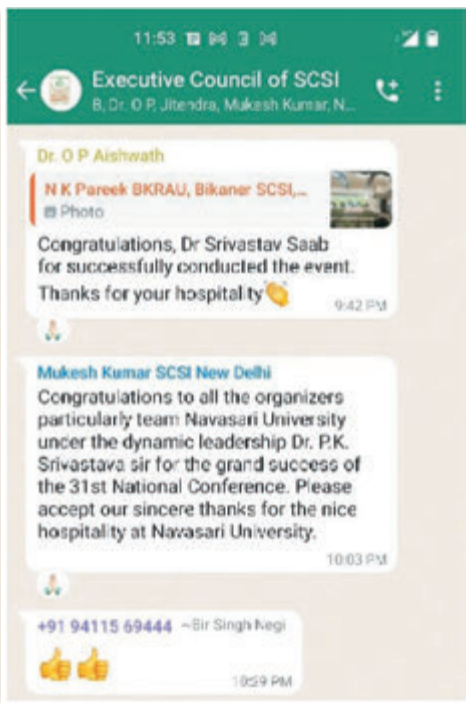 11:53
Executive Council of SCSI
B, Dr. O P, Jitendra, Mukesh Kumar, N...
Dr. O P Aishwath
N K Pareek BKRAU, Bikaner SCSI,...
Photo
Congratulations, Dr Srivastav Saab
for successfully conducted the event.
Thanks for your hospitality👏
9:42 PM
🙏
Mukesh Kumar SCSI New Delhi
Congratulations to all the organizers
particularly team Navasari University
under the dynamic leadership Dr. P.K.
Srivastava sir for the grand success of
the 31st National Conference. Please
accept our sincere thanks for the nice
hospitality at Navasari University.
10:03 PM
🙏
+91 94115 69444 ~Bir Singh Negi
👍👍
10:29 PM